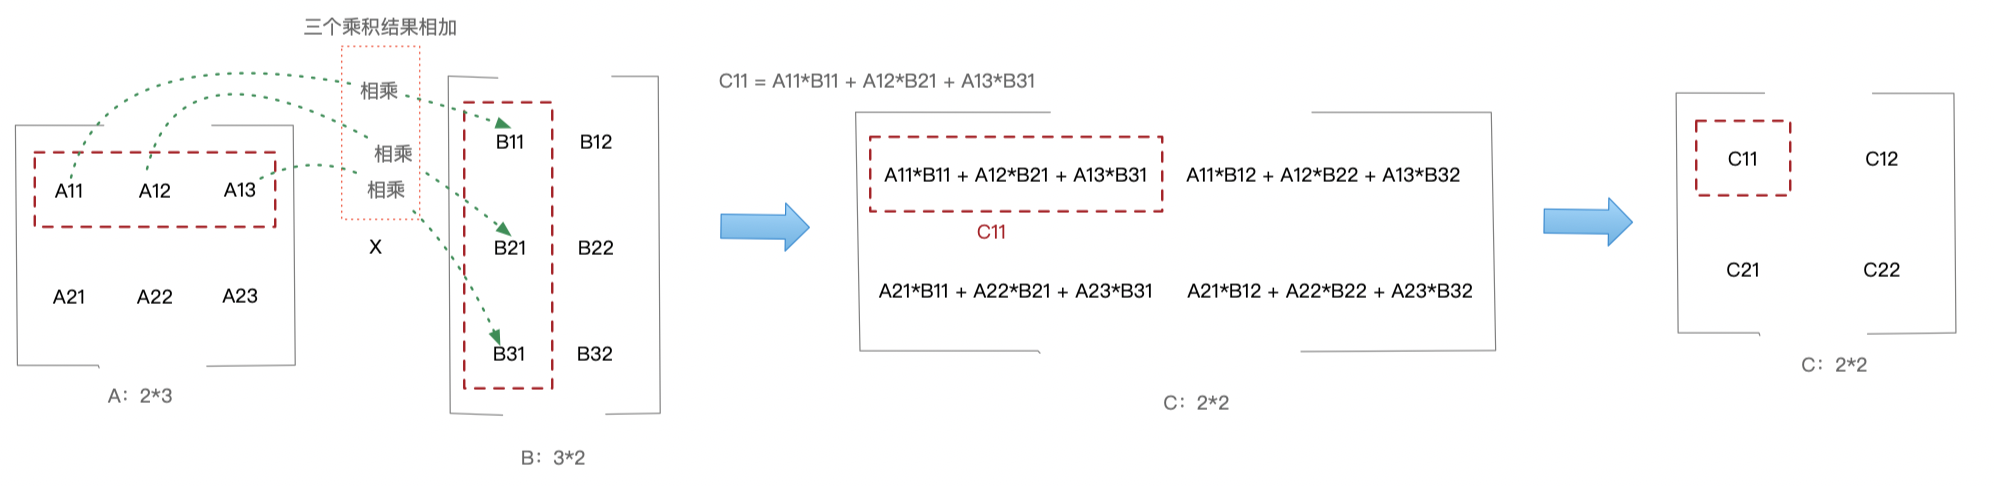 三个乘积结果相加
相乘
相乘
相乘
A11 A12 A13
A21 A22 A23
A: 2*3
X
B11 B12
B21 B22
B31 B32
B: 3*2
C11 = A11*B11 + A12*B21 + A13*B31
A11*B11 + A12*B21 + A13*B31 A11*B12 + A12*B22 + A13*B32
C11
A21*B11 + A22*B21 + A23*B31 A21*B12 + A22*B22 + A23*B32
C: 2*2
C11 C12
C21 C22
C: 2*2